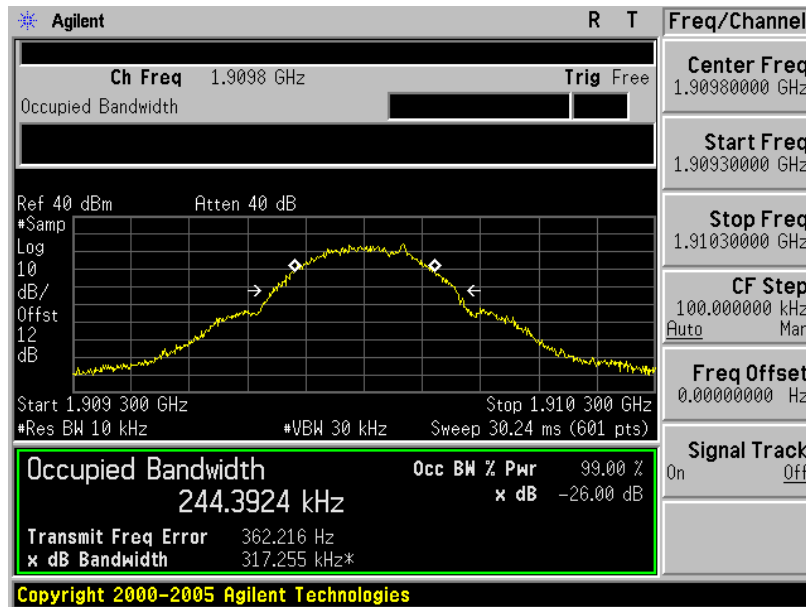 Agilent R T
Freq/Channel
Ch Freq 1.9098 GHz Trig Free
Occupied Bandwidth
Center Freq
1.90980000 GHz
Start Freq
1.90930000 GHz
Stop Freq
1.91030000 GHz
CF Step
100.000000 kHz
Auto Man
Freq Offset
0.00000000 Hz
Signal Track
On Off
Ref 40 dBm Atten 40 dB
#Samp
Log
10
dB/
Offst
12
dB
Start 1.909 300 GHz Stop 1.910 300 GHz
#Res BW 10 kHz #VBW 30 kHz Sweep 30.24 ms (601 pts)
Occupied Bandwidth
244.3924 kHz
Occ BW % Pwr 99.00 %
x dB -26.00 dB
Transmit Freq Error 362.216 Hz
x dB Bandwidth 317.255 kHz*
Copyright 2000-2005 Agilent Technologies